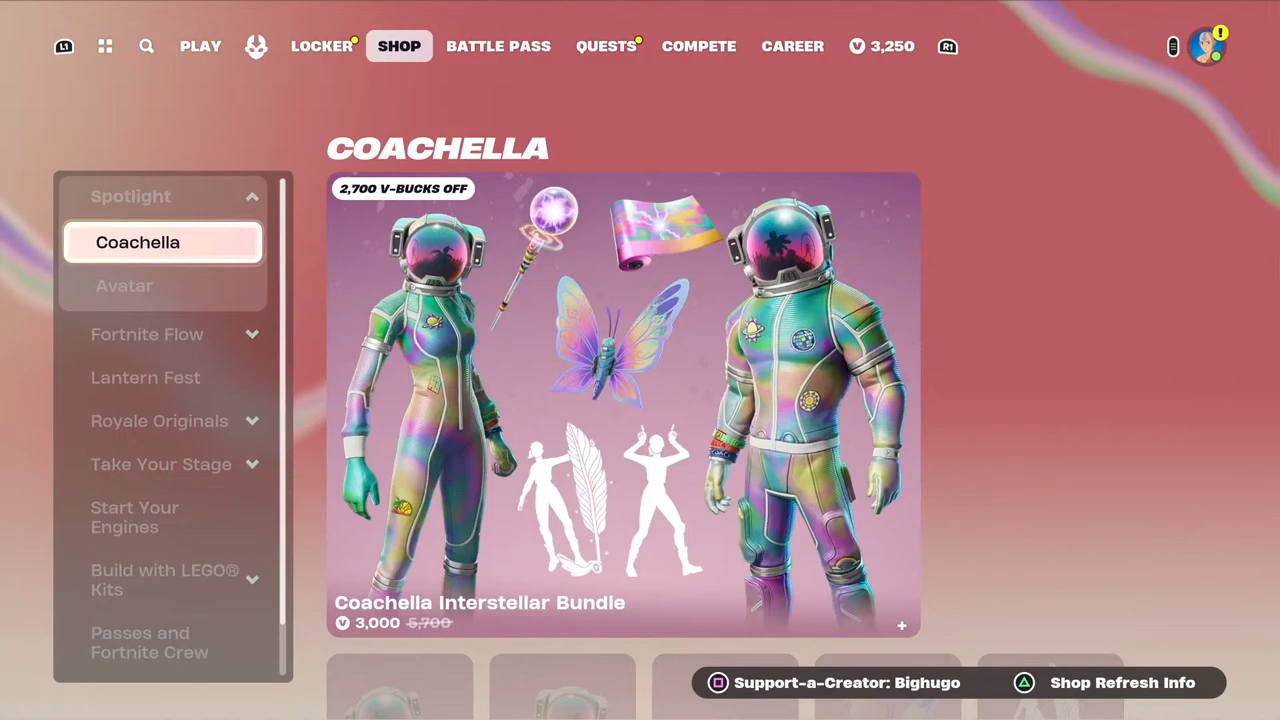 L1
PLAY
LOCKER
SHOP
BATTLE PASS
QUESTS
COMPETE
CAREER
3,250
R1
COACHELLA
Spotlight
Coachella
Avatar
Fortnite Flow
Lantern Fest
Royale Originals
Take Your Stage
Start Your
Engines
Build with LEGO®
Kits
Passes and
Fortnite Crew
2,700 V-BUCKS OFF
Coachella Interstellar Bundle
3,000 5,700
Support-a-Creator: Bighugo
Shop Refresh Info